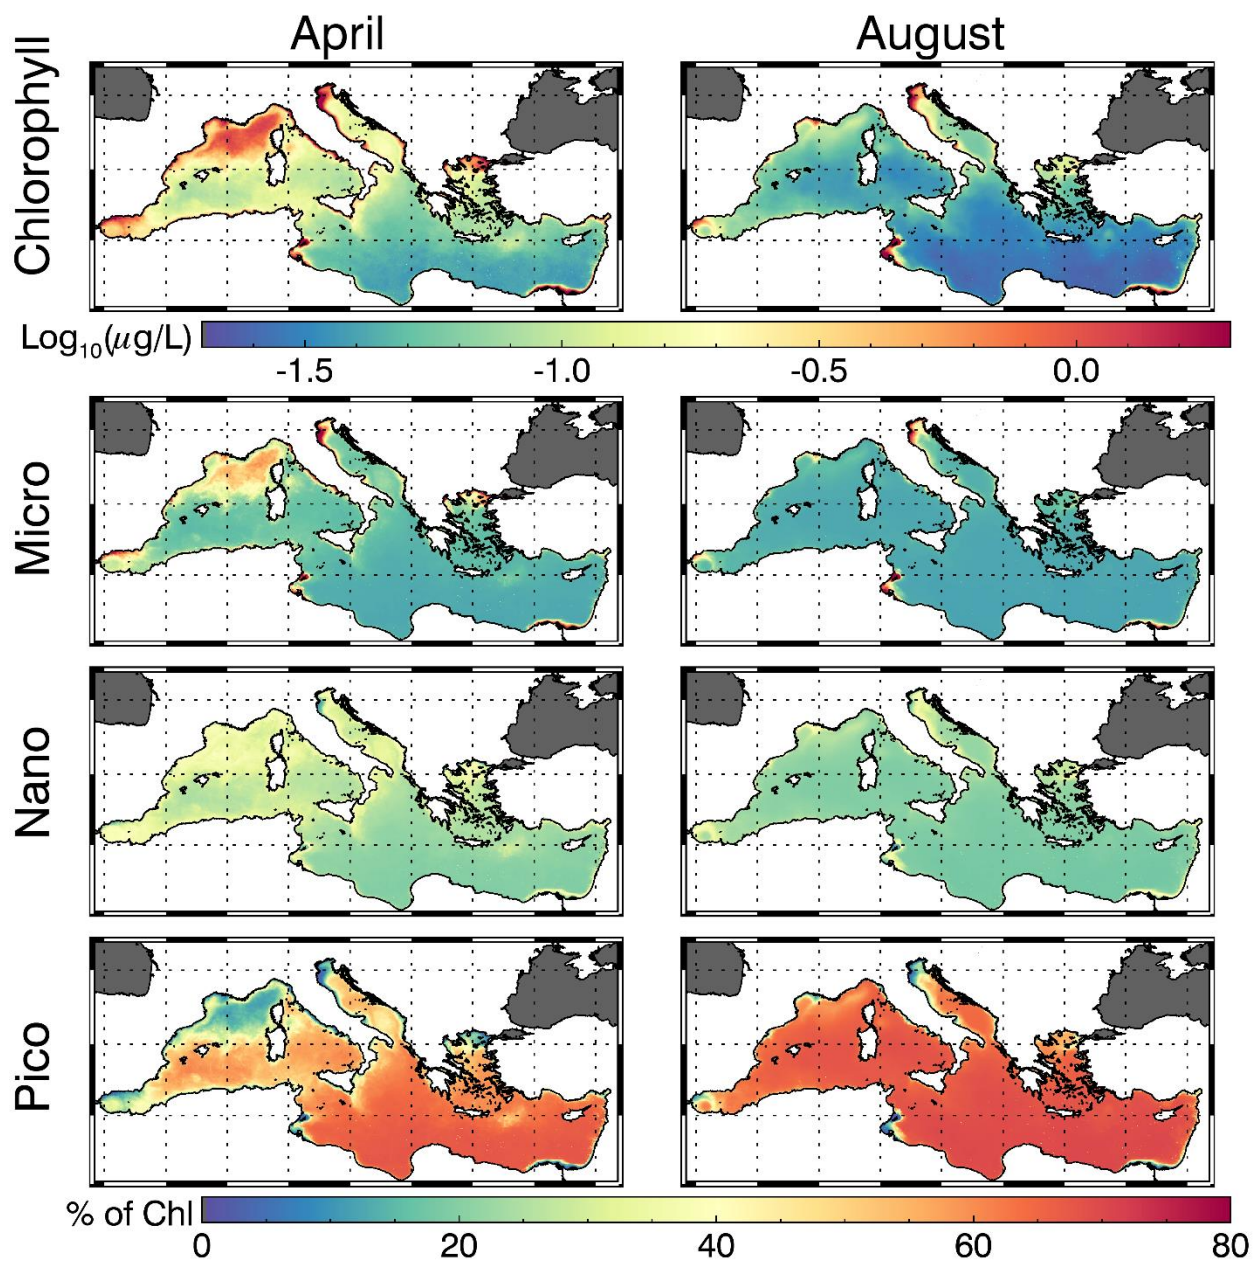 April August
Chlorophyll
Log₁₀(μg/L)
-1.5 -1.0 -0.5 0.0
Micro
Nano
Pico
% of Chl
0 20 40 60 80